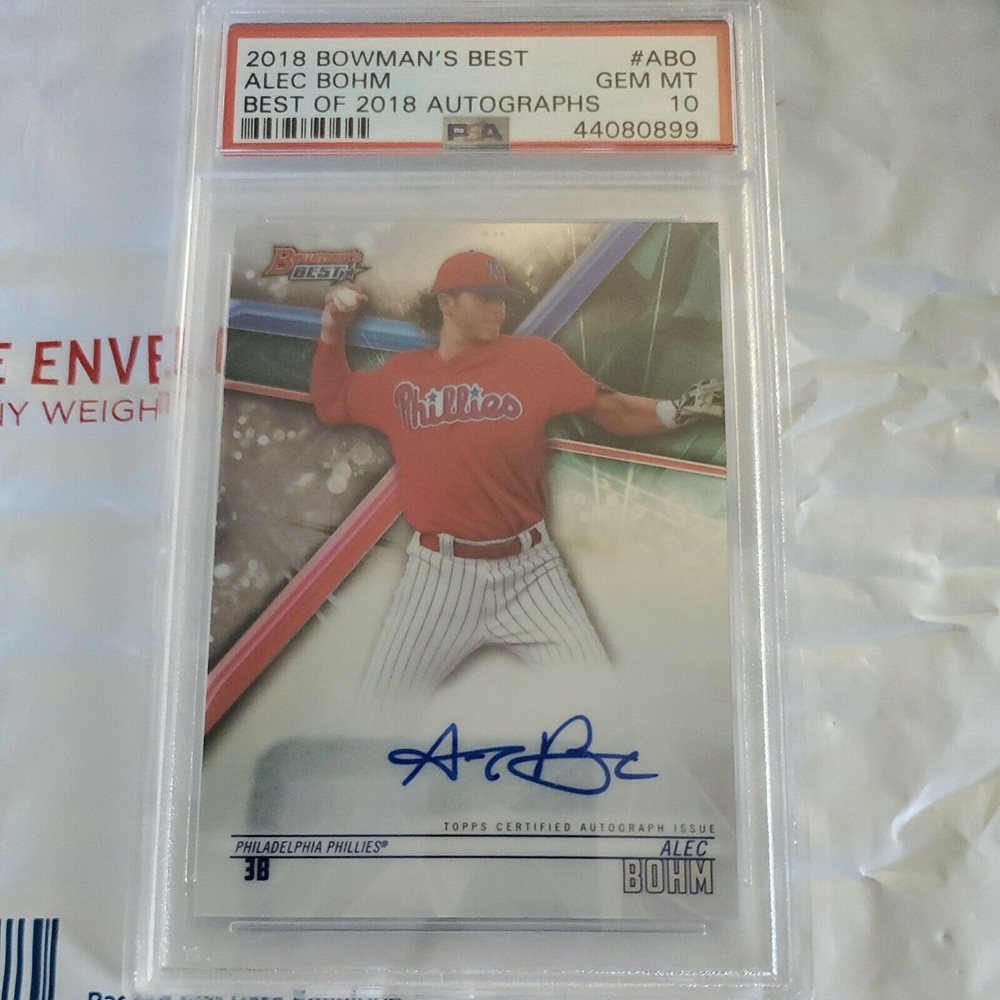 2018 BOWMAN'S BEST #ABO
ALEC BOHM GEM MT
BEST OF 2018 AUTOGRAPHS 10
PSA 44080899
Bowman's
BEST
Phillies
E ENVE
NY WEIGH
TOPPS CERTIFIED AUTOGRAPH ISSUE
PHILADELPHIA PHILLIES® ALEC
3B BOHM